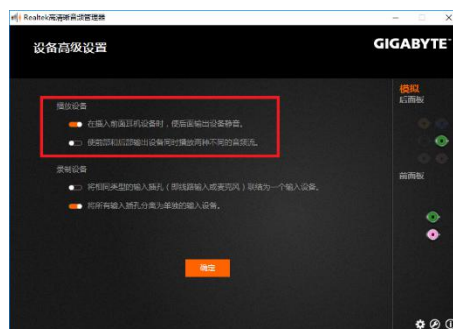 Realtek高清晰音频管理器
设备高级设置
GIGABYTE
模拟
后面板
播放设备
在插入前面耳机设备时，使后面输出设备静音。
使前部和后部输出设备同时播放两种不同的音频流。
录制设备
将相同类型的输入插孔（即线路输入或麦克风）联结为一个输入设备。
前面板
将所有输入插孔分离为单独的输入设备。
确定